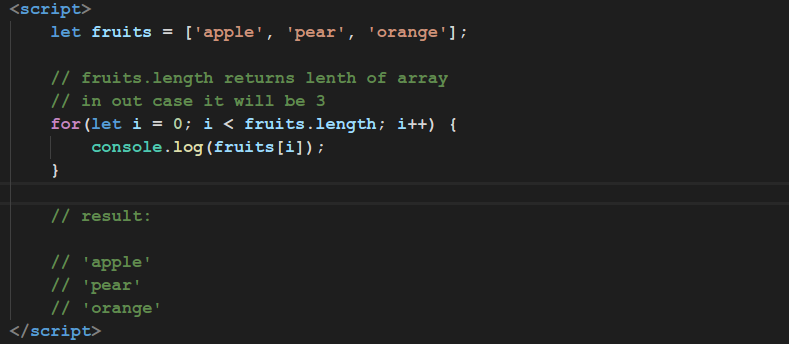 <script>
let fruits = ['apple', 'pear', 'orange'];
// fruits.length returns lenth of array
// in out case it will be 3
for(let i = 0; i < fruits.length; i++) {
console.log(fruits[i]);
}
// result:
// 'apple'
// 'pear'
// 'orange'
</script>